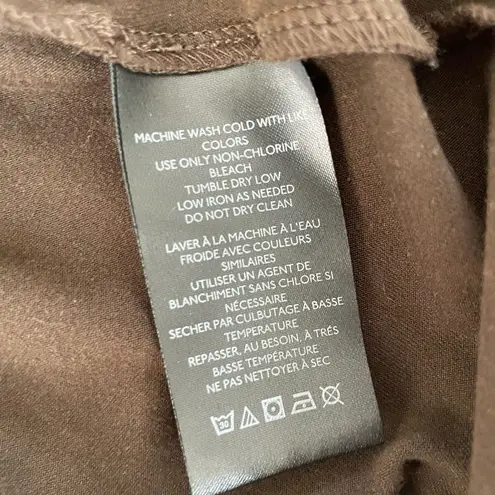 MACHINE WASH COLD WITH LIKE
COLORS
USE ONLY NON-CHLORINE
BLEACH
TUMBLE DRY LOW
LOW IRON AS NEEDED
DO NOT DRY CLEAN
LAVER À LA MACHINE À L'EAU
FROIDE AVEC COULEURS
SIMILAIRES
UTILISER UN AGENT DE
BLANCHIMENT SANS CHLORE SI
NÉCESSAIRE
SECHER PAR CULBUTAGE À BASSE
TEMPERATURE
REPASSER, AU BESOIN, À TRÉS
BASSE TEMPÉRATURE
NE PAS NETTOYER À SEC
30